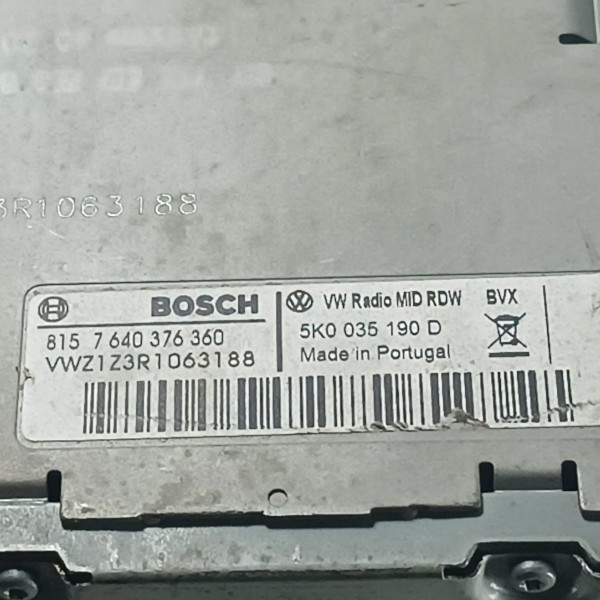 3R1063188
BOSCH
815 7 640 376 360
VWZ1Z3R1063188
VW Radio MID RDW BVX
5K0 035 190 D
Made in Portugal